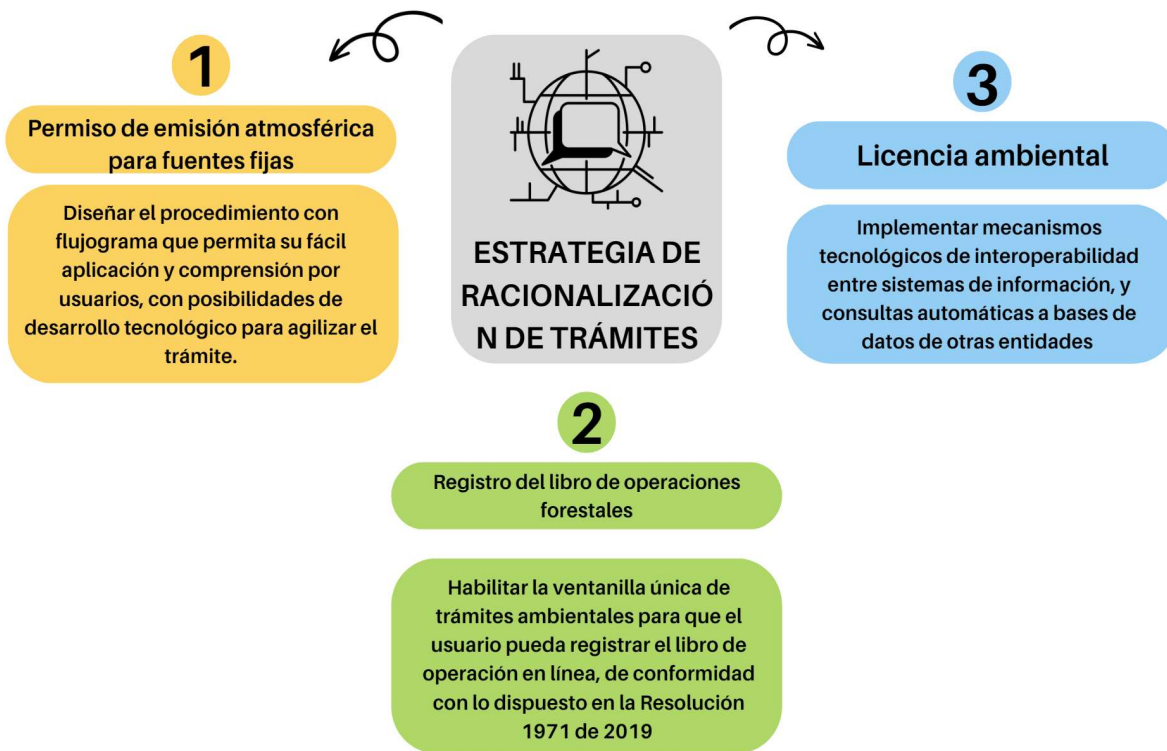 ESTRATEGIA DE
RACIONALIZACIÓ
N DE TRÁMITES
1
Permiso de emisión atmosférica
para fuentes fijas
Diseñar el procedimiento con
flujograma que permita su fácil
aplicación y comprensión por
usuarios, con posibilidades de
desarrollo tecnológico para agilizar el
trámite.
2
Registro del libro de operaciones
forestales
Habilitar la ventanilla única de
trámites ambientales para que el
usuario pueda registrar el libro de
operación en línea, de conformidad
con lo dispuesto en la Resolución
1971 de 2019
3
Licencia ambiental
Implementar mecanismos
tecnológicos de interoperabilidad
entre sistemas de información, y
consultas automáticas a bases de
datos de otras entidades